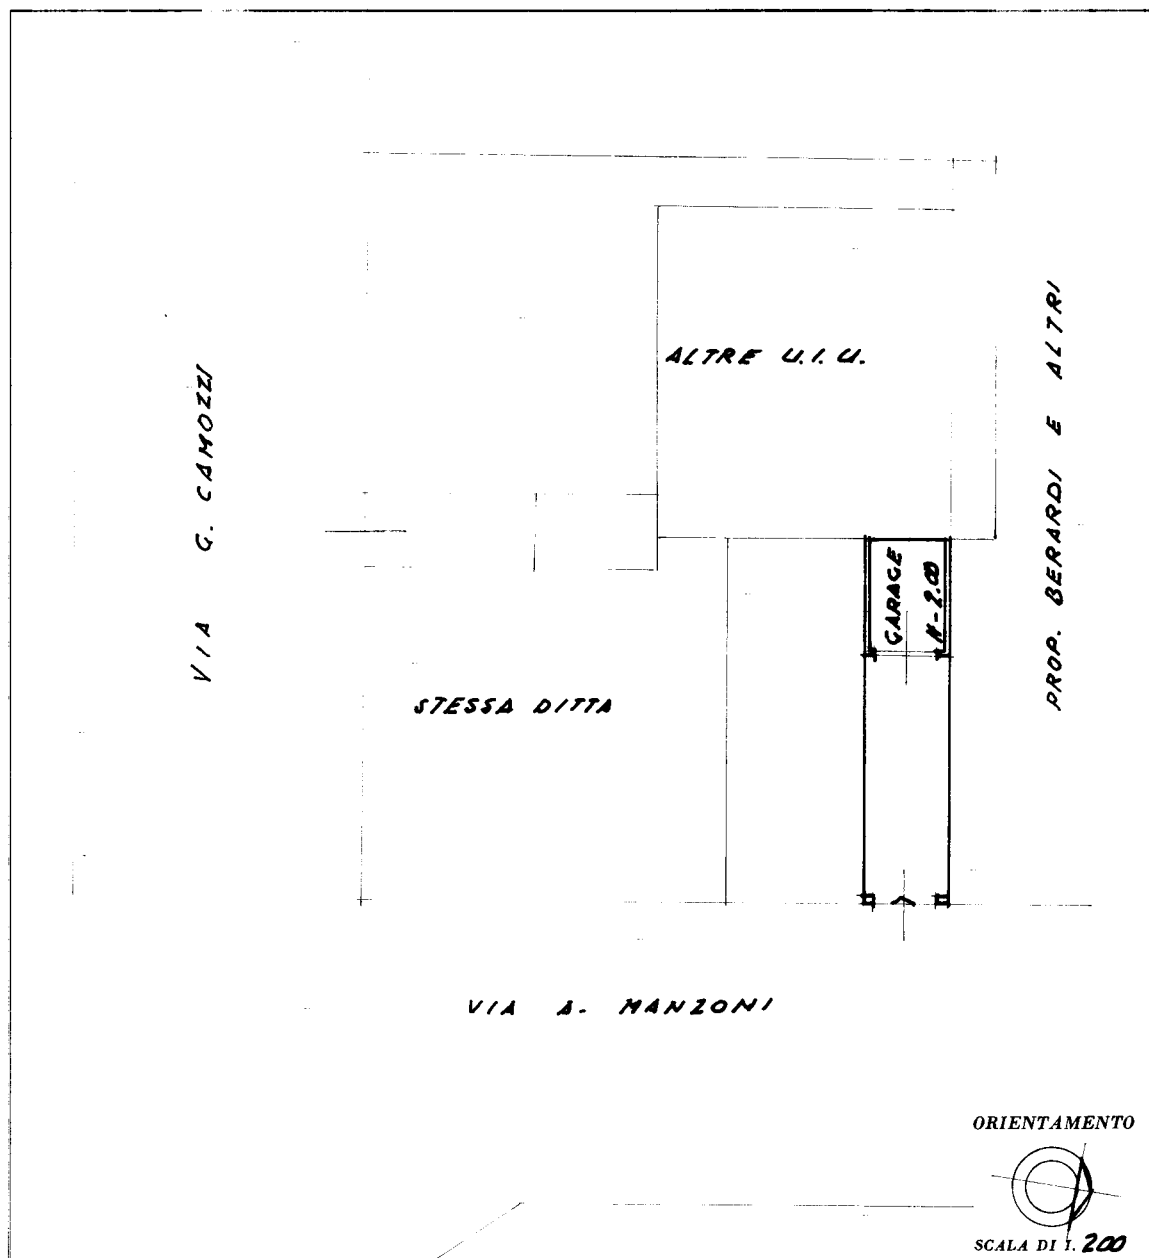 ALTRE U.I.U.
VIA G. CAMOZZI
PROP. BERARDI E ALTRI
GARAGE
H-2.00
STESSA DITTA
VIA A. MANZONI
ORIENTAMENTO
SCALA DI 1: 200